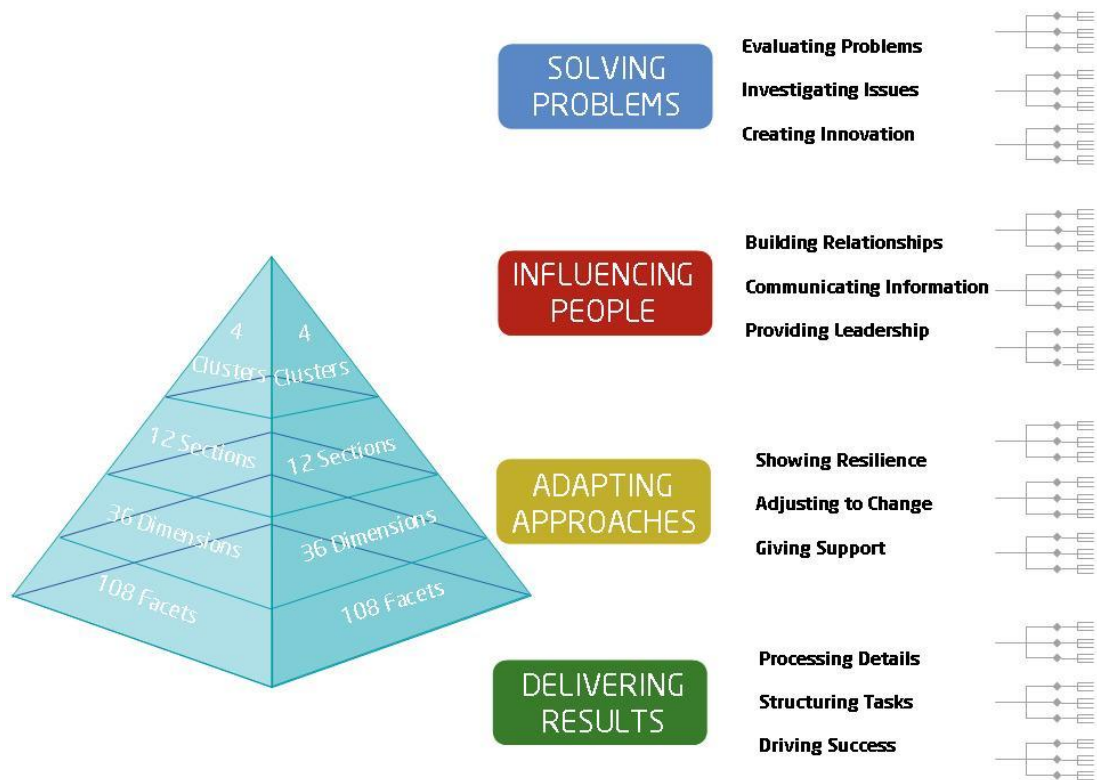 SOLVING
PROBLEMS
Evaluating Problems
Investigating Issues
Creating Innovation
INFLUENCING
PEOPLE
Building Relationships
Communicating Information
Providing Leadership
4
Clusters
4
Clusters
12 Sections
12 Sections
36 Dimensions
36 Dimensions
108 Facets
108 Facets
ADAPTING
APPROACHES
Showing Resilience
Adjusting to Change
Giving Support
DELIVERING
RESULTS
Processing Details
Structuring Tasks
Driving Success